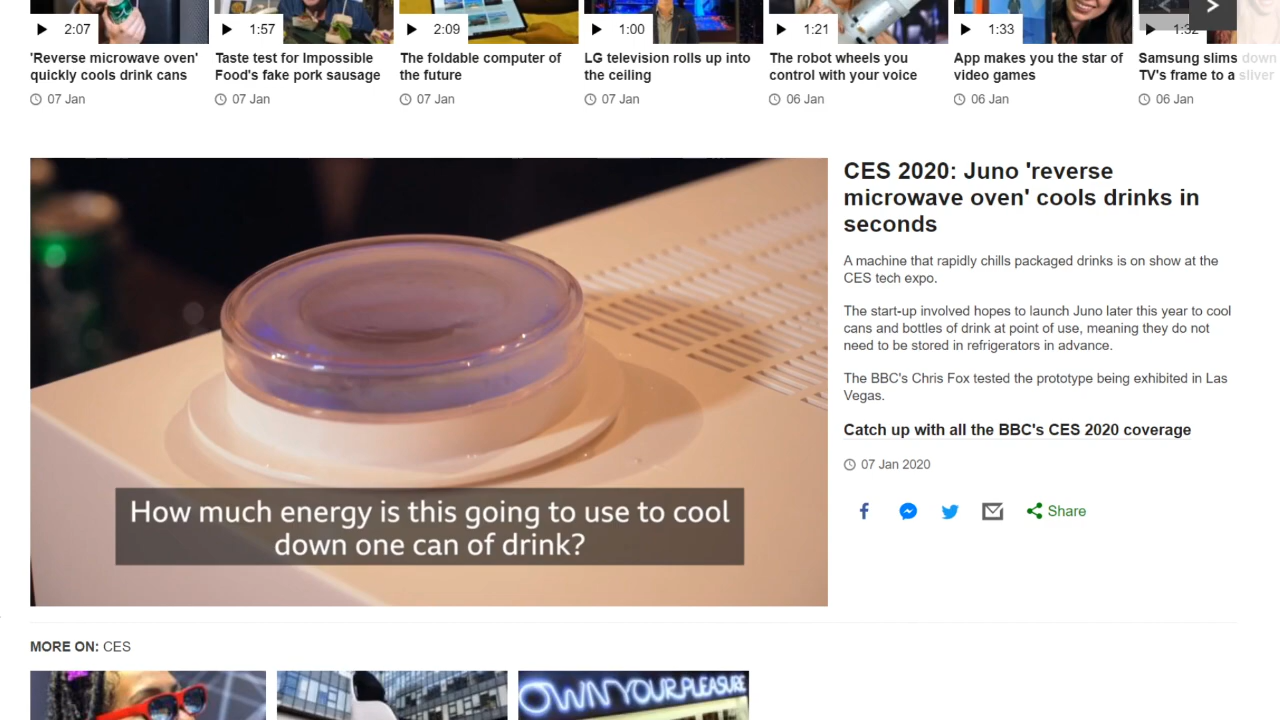 2:07
1:57
2:09
1:00
1:21
1:33
1:32
'Reverse microwave oven'
quickly cools drink cans
07 Jan
Taste test for Impossible
Food's fake pork sausage
07 Jan
The foldable computer of
the future
07 Jan
LG television rolls up into
the ceiling
07 Jan
The robot wheels you
control with your voice
06 Jan
App makes you the star of
video games
06 Jan
Samsung slims down
TV's frame to a sliver
06 Jan
How much energy is this going to use to cool
down one can of drink?
CES 2020: Juno 'reverse
microwave oven' cools drinks in
seconds
A machine that rapidly chills packaged drinks is on show at the
CES tech expo.
The start-up involved hopes to launch Juno later this year to cool
cans and bottles of drink at point of use, meaning they do not
need to be stored in refrigerators in advance.
The BBC's Chris Fox tested the prototype being exhibited in Las
Vegas.
Catch up with all the BBC's CES 2020 coverage
07 Jan 2020
Share
MORE ON: CES
OWN YOUR PLEASURE